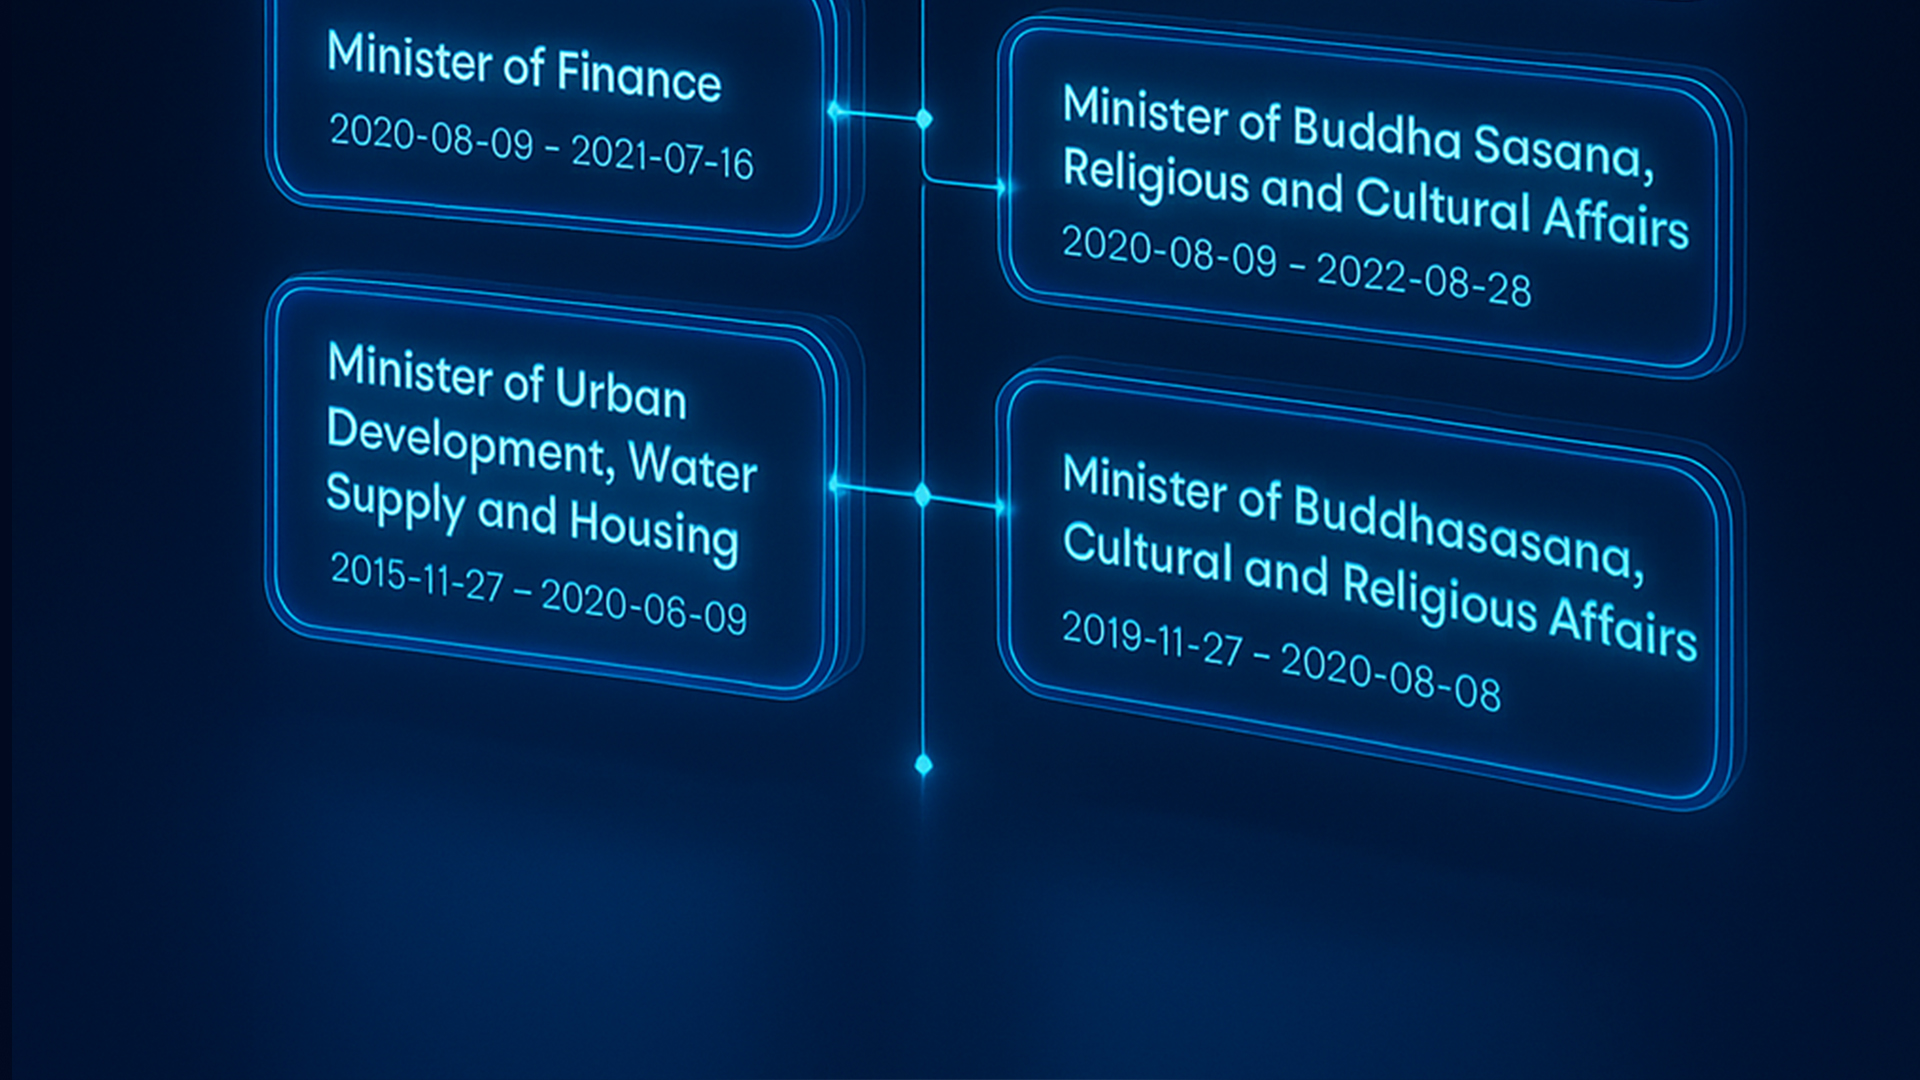 Minister of Finance
2020-08-09 – 2021-07-16
Minister of Buddha Sasana,
Religious and Cultural Affairs
2020-08-09 – 2022-08-28
Minister of Urban
Development, Water
Supply and Housing
2015-11-27 – 2020-06-09
Minister of Buddhasasana,
Cultural and Religious Affairs
2019-11-27 – 2020-08-08